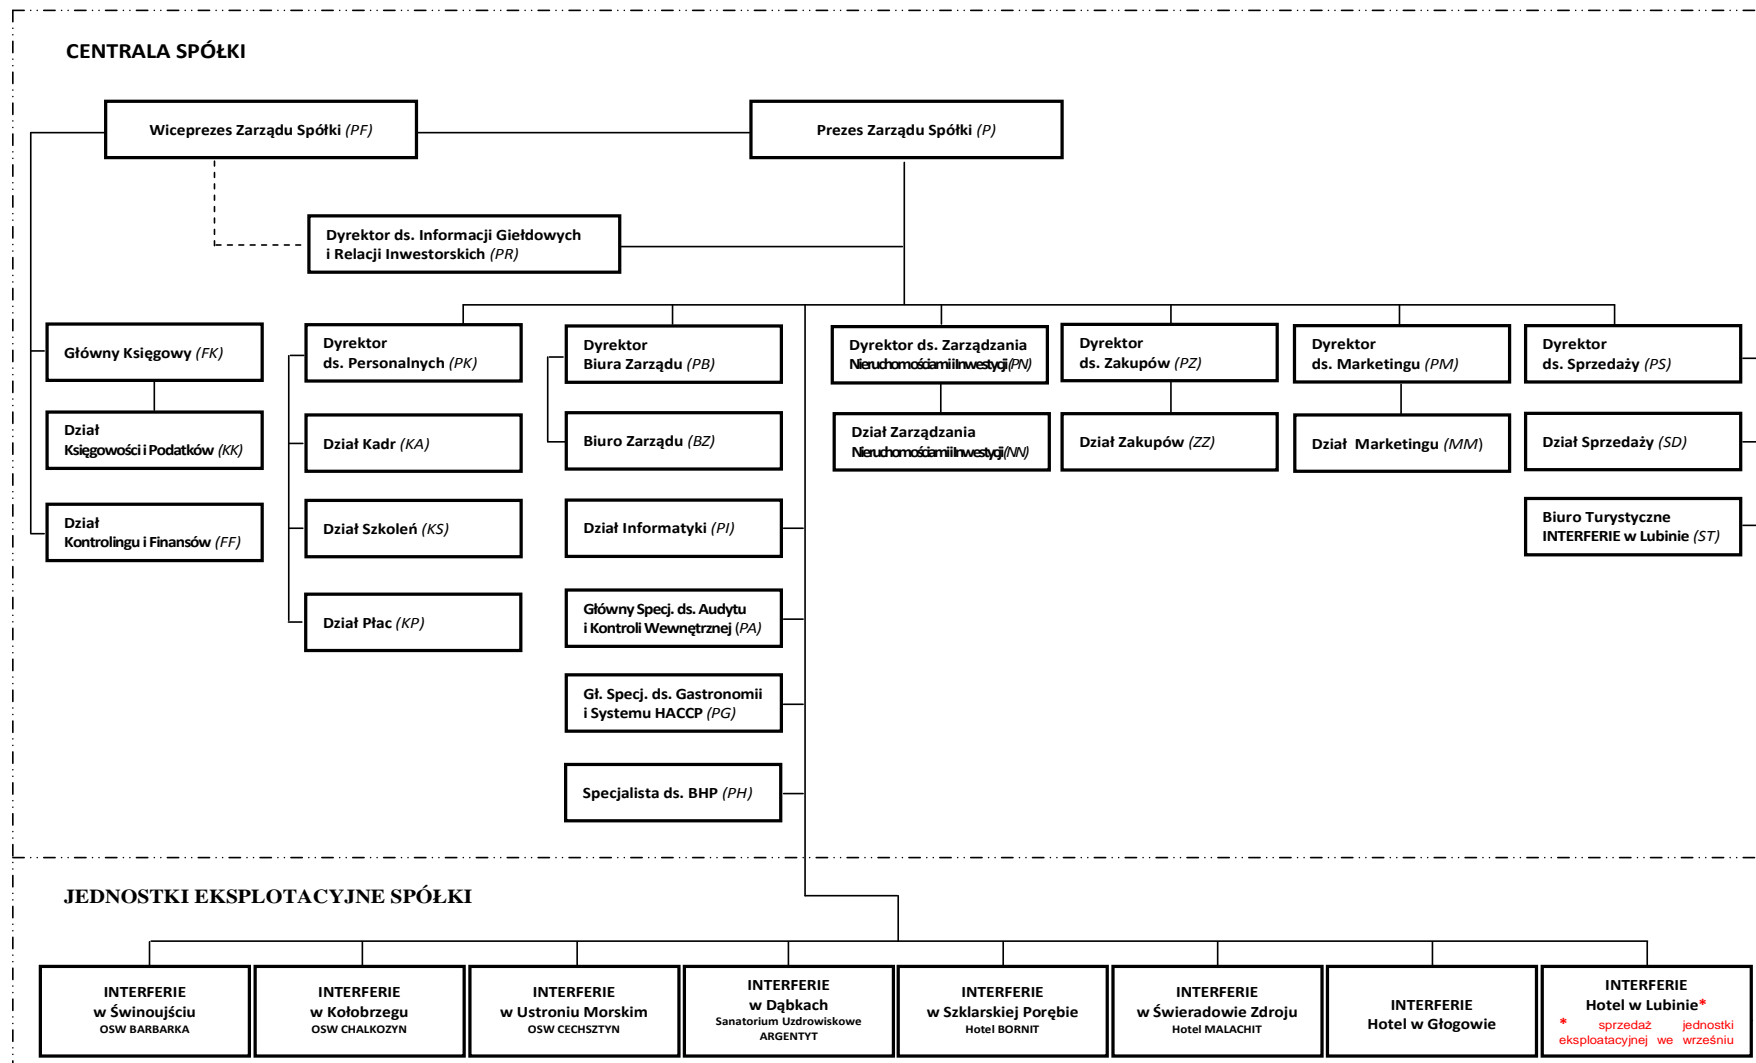 CENTRALA SPÓŁKI
Wiceprezes Zarządu Spółki (PF)
Prezes Zarządu Spółki (P)
Dyrektor ds. Informacji Giełdowych
i Relacji Inwestorskich (PR)
Główny Księgowy (FK)
Dyrektor
ds. Personalnych (PK)
Dyrektor
Biura Zarządu (PB)
Dyrektor ds. Zarządzania
Nieruchomościami i Inwestycji (PN)
Dyrektor
ds. Zakupów (PZ)
Dyrektor
ds. Marketingu (PM)
Dyrektor
ds. Sprzedaży (PS)
Dział
Księgowości i Podatków (KK)
Dział Kadr (KA)
Biuro Zarządu (BZ)
Dział Zarządzania
Nieruchomościami i Inwestycji (NN)
Dział Zakupów (ZZ)
Dział Marketingu (MM)
Dział Sprzedaży (SD)
Dział
Kontrolingu i Finansów (FF)
Dział Szkoleń (KS)
Dział Informatyki (PI)
Biuro Turystyczne
INTERFERIE w Lubinie (ST)
Dział Płac (KP)
Główny Specj. ds. Audytu
i Kontroli Wewnętrznej (PA)
Gł. Specj. ds. Gastronomii
i Systemu HACCP (PG)
Specjalista ds. BHP (PH)
JEDNOSTKI EKSPLOTACYJNE SPÓŁKI
INTERFERIE
w Świnoujściu
OSW BARBARKA
INTERFERIE
w Kołobrzegu
OSW CHALKOZYN
INTERFERIE
w Ustroniu Morskim
OSW CECHSZTYN
INTERFERIE
w Dąbkach
Sanatorium Uzdrowiskowe
ARGENTYT
INTERFERIE
w Szklarskiej Porębie
Hotel BORNIT
INTERFERIE
w Świeradowie Zdroju
Hotel MALACHIT
INTERFERIE
Hotel w Głogowie
INTERFERIE
Hotel w Lubinie*
* sprzedaż jednostki
eksploatacyjnej we wrześniu